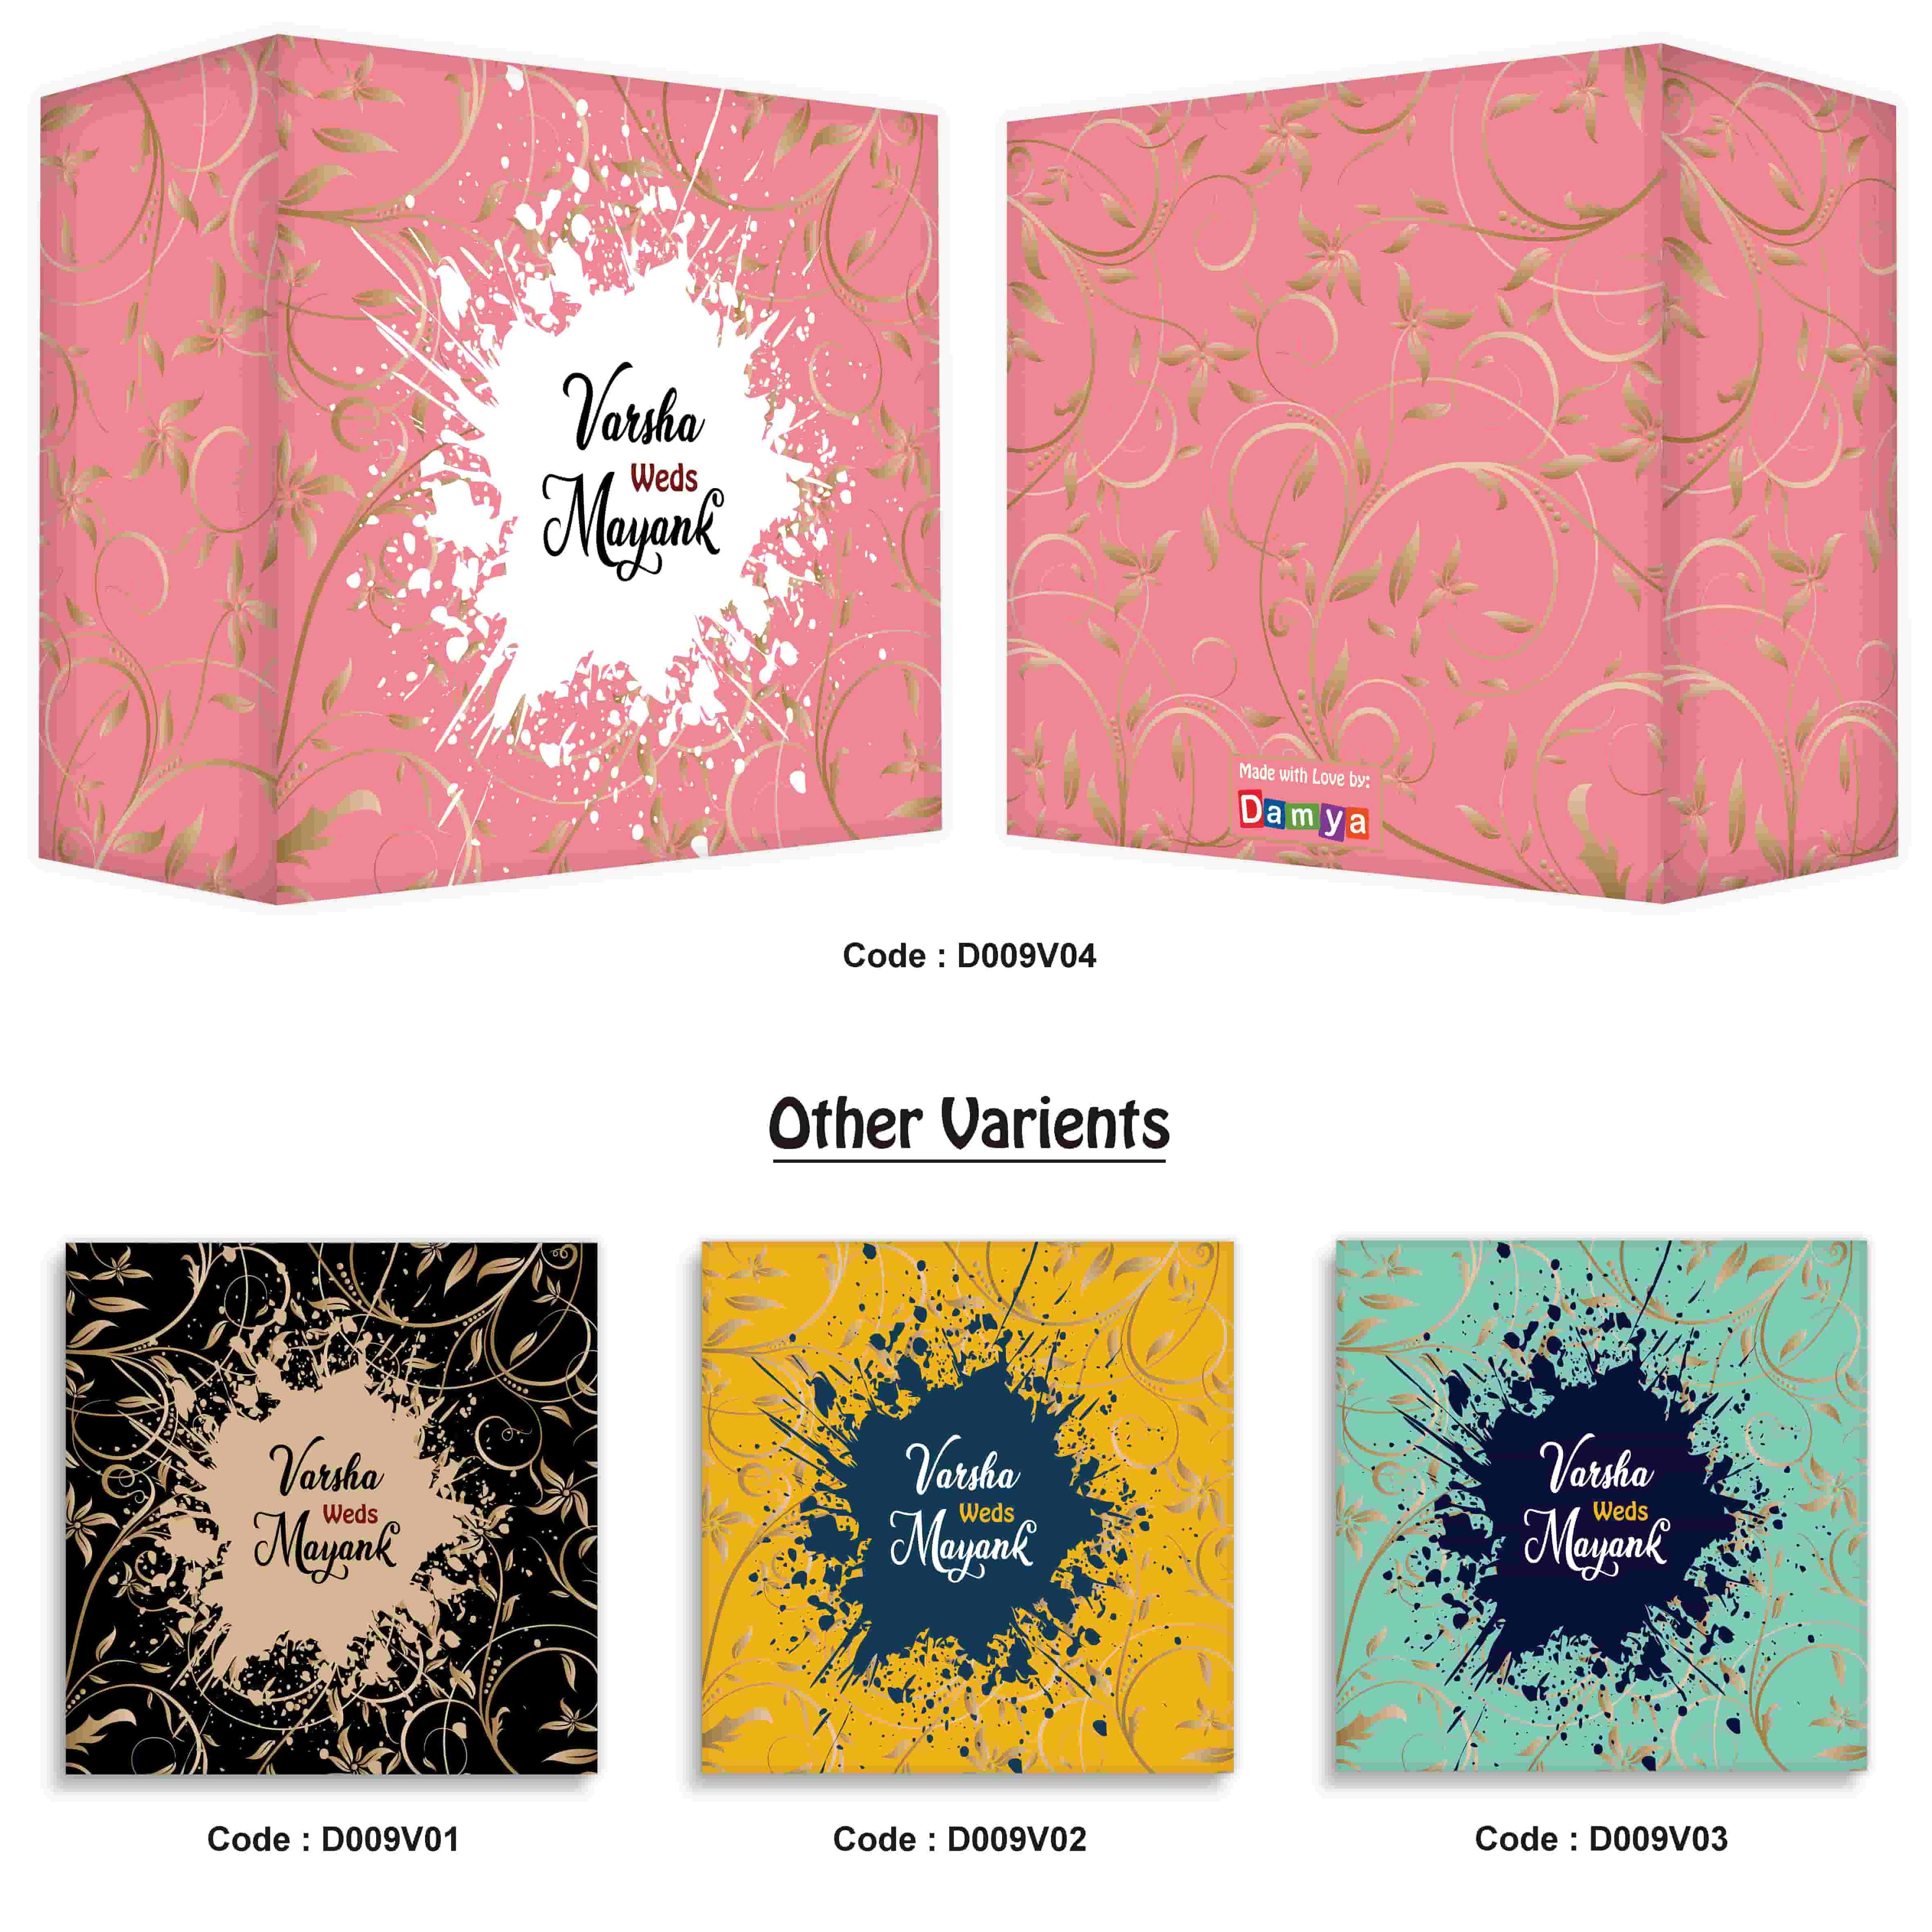 Varsha
Weds
Mayank
Made with Love by:
Damya
Code : D009V04
Other Varients
Varsha
Weds
Mayank
Varsha
Weds
Mayank
Varsha
Weds
Mayank
Code : D009V01
Code : D009V02
Code : D009V03